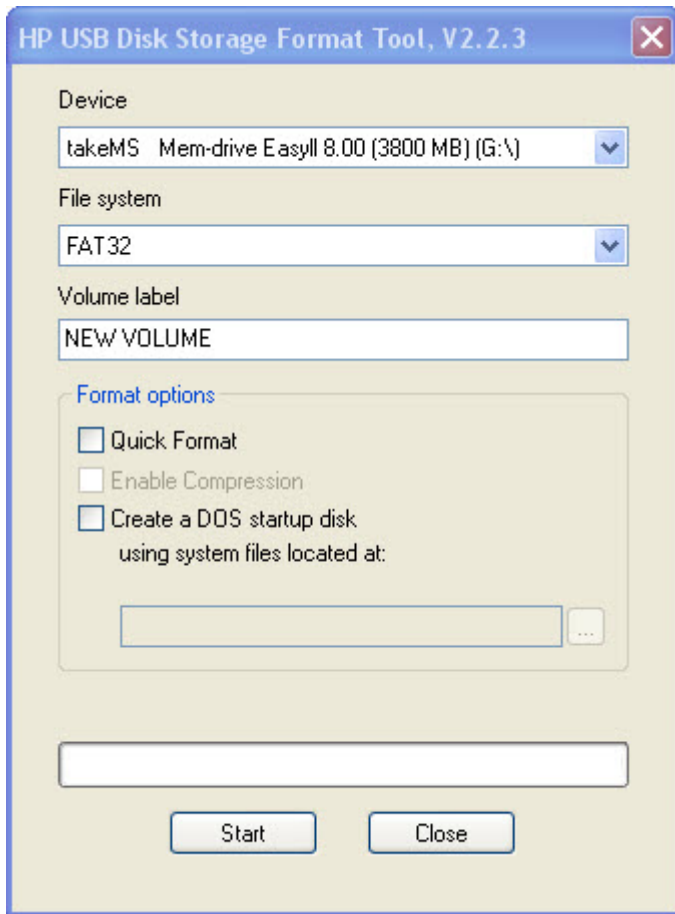 HP USB Disk Storage Format Tool, V2.2.3
Device
takeMS Mem-drive EasyII 8.00 (3800 MB) (G:\)
File system
FAT32
Volume label
NEW VOLUME
Format options
Quick Format
Enable Compression
Create a DOS startup disk
using system files located at:
...
Start
Close